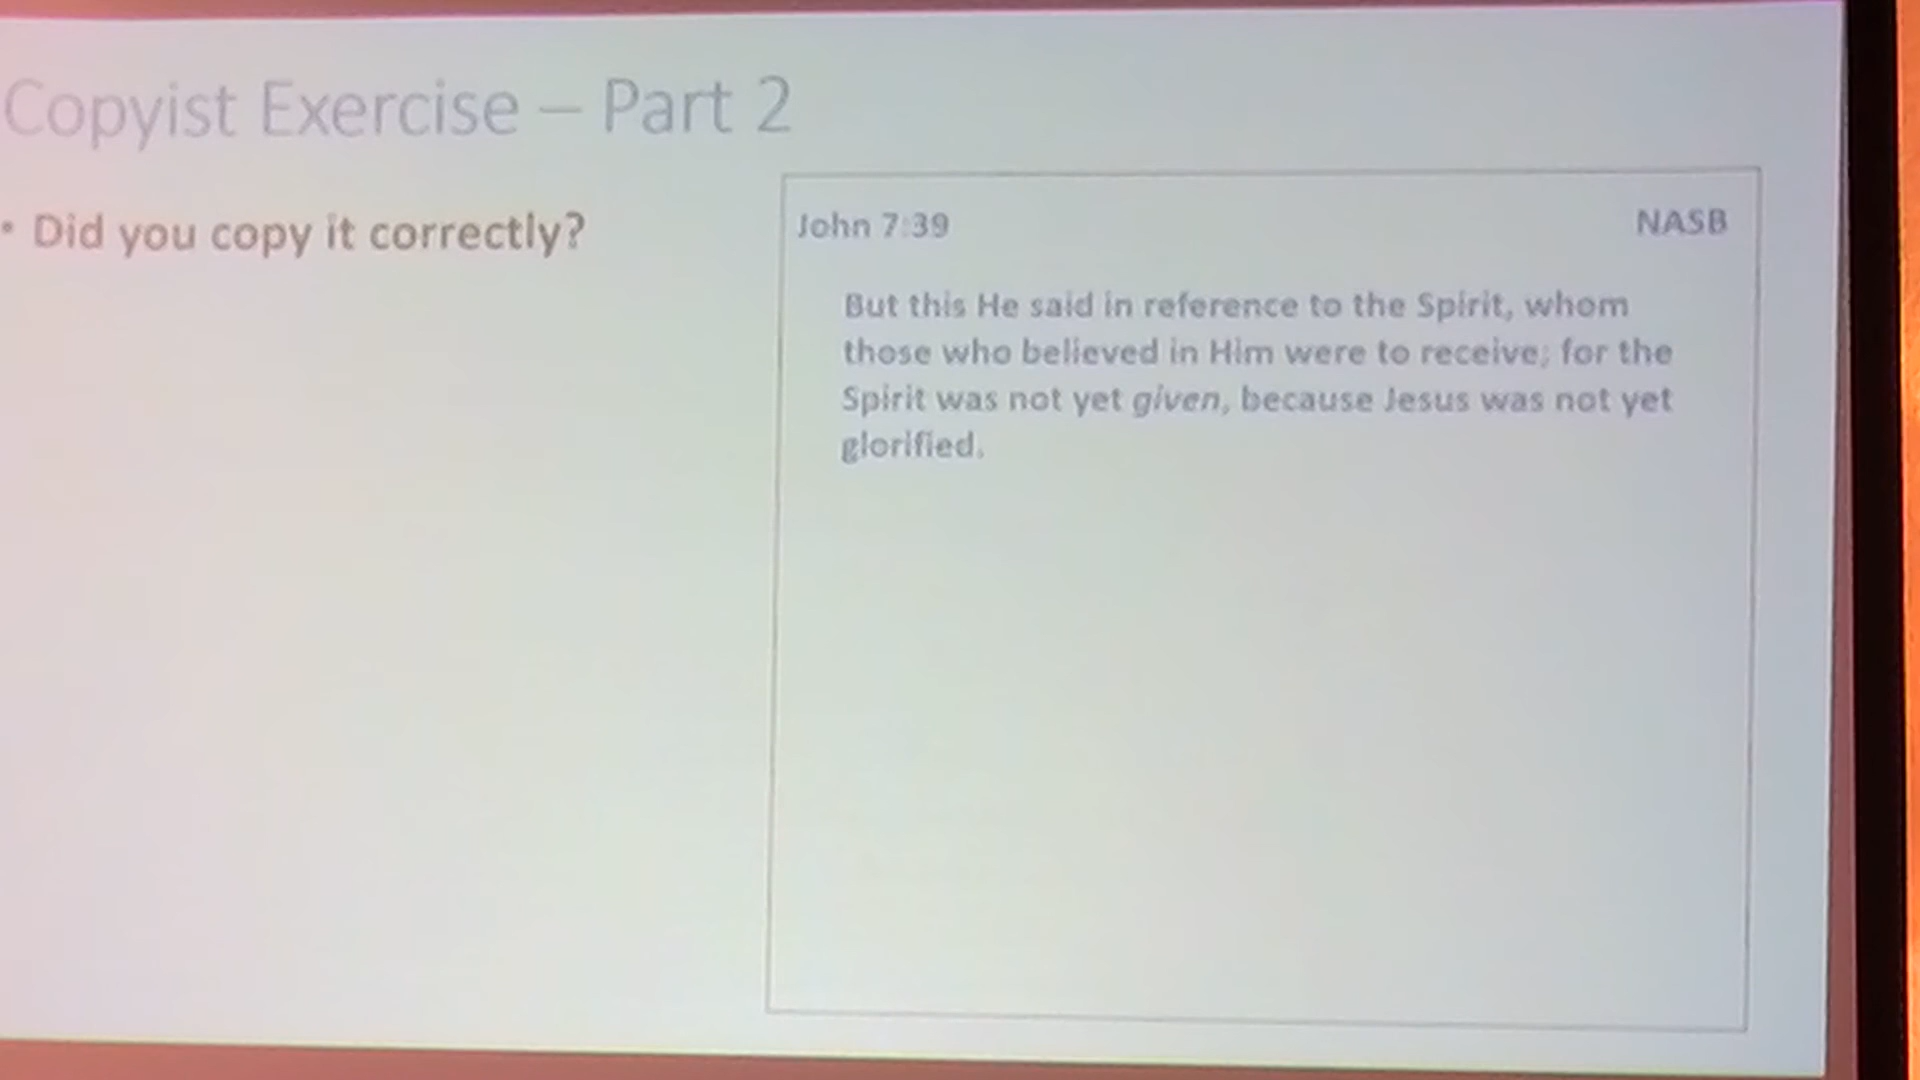 Copyist Exercise – Part 2
• Did you copy it correctly?
John 7:39 NASB
But this He said in reference to the Spirit, whom
those who believed in Him were to receive; for the
Spirit was not yet given, because Jesus was not yet
glorified.